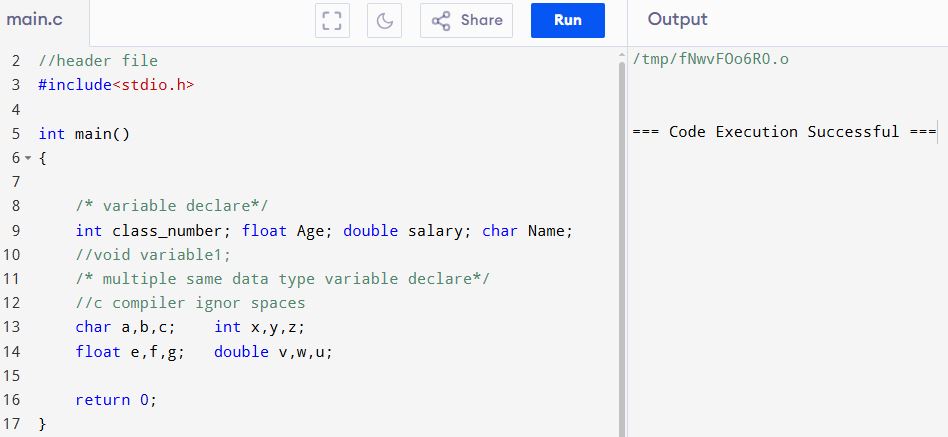 main.c
Share
Run
Output
2 //header file
3 #include<stdio.h>
4
5 int main()
6 {
7
8 /* variable declare*/
9 int class_number; float Age; double salary; char Name;
10 //void variable1;
11 /* multiple same data type variable declare*/
12 //c compiler ignor spaces
13 char a,b,c;    int x,y,z;
14 float e,f,g;   double v,w,u;
15
16 return 0;
17 }
/tmp/fNwvFOo6R0.o
=== Code Execution Successful ===